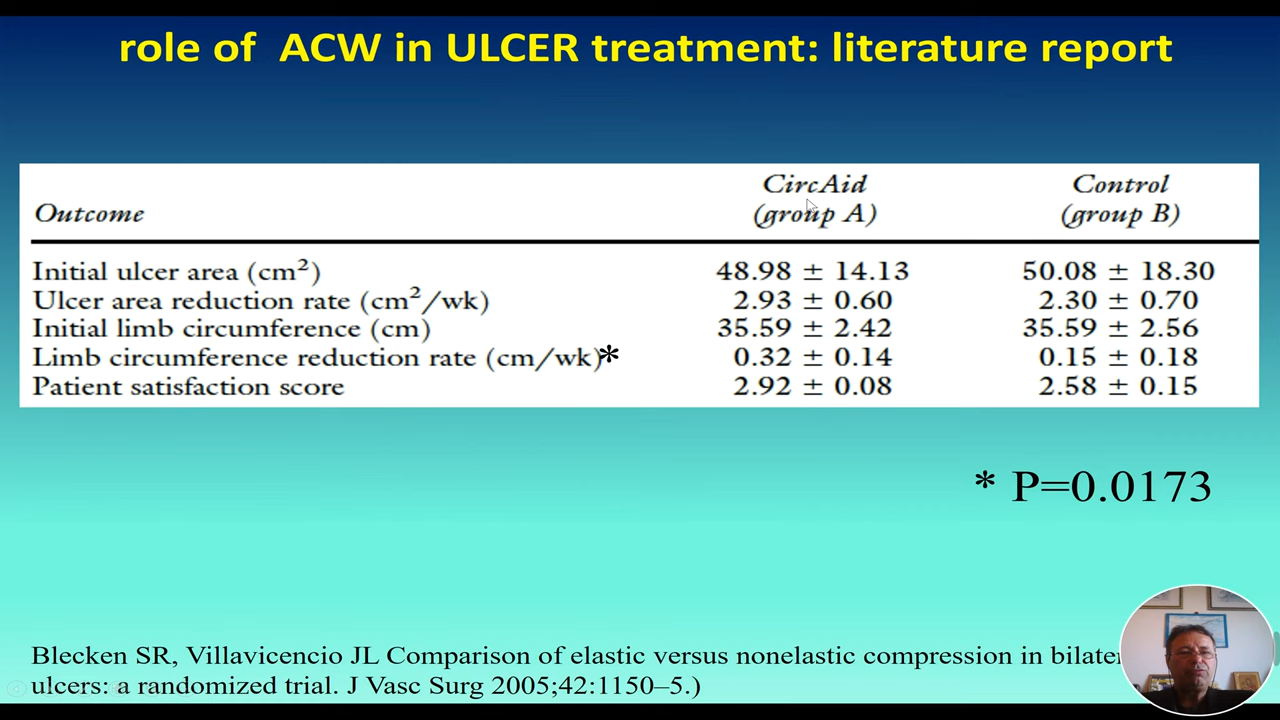 role of ACW in ULCER treatment: literature report
Outcome CircAid (group A) Control (group B)
Initial ulcer area (cm²) 48.98 ± 14.13 50.08 ± 18.30
Ulcer area reduction rate (cm²/wk) 2.93 ± 0.60 2.30 ± 0.70
Initial limb circumference (cm) 35.59 ± 2.42 35.59 ± 2.56
Limb circumference reduction rate (cm/wk)* 0.32 ± 0.14 0.15 ± 0.18
Patient satisfaction score 2.92 ± 0.08 2.58 ± 0.15
* P=0.0173
Blecken SR, Villavicencio JL Comparison of elastic versus nonelastic compression in
ulcers: a randomized trial. J Vasc Surg 2005;42:1150–5.)